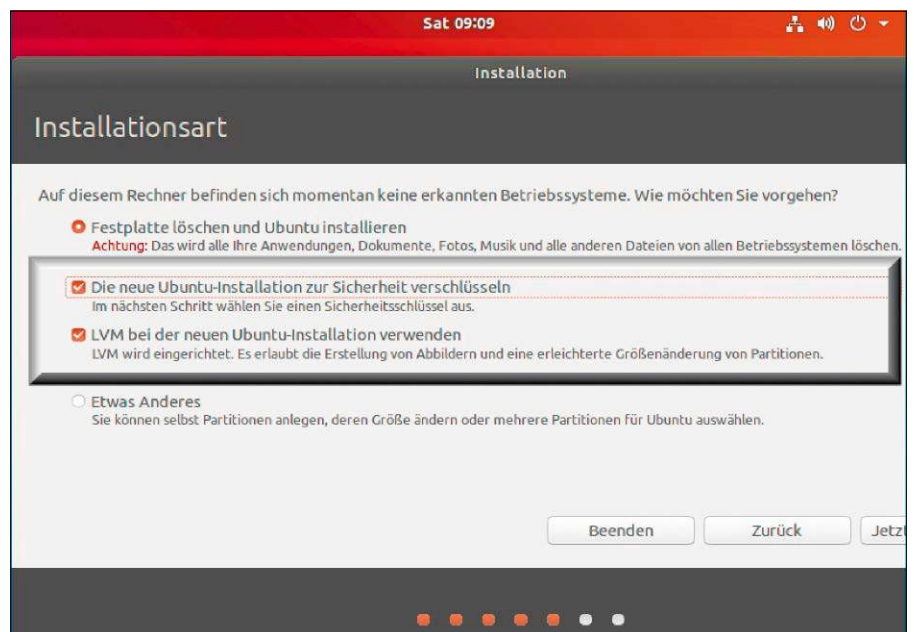 Sat 09:09
Installation
Installationsart
Auf diesem Rechner befinden sich momentan keine erkannten Betriebssysteme. Wie möchten Sie vorgehen?
Festplatte löschen und Ubuntu installieren
Achtung: Das wird alle Ihre Anwendungen, Dokumente, Fotos, Musik und alle anderen Dateien von allen Betriebssystemen löschen.
Die neue Ubuntu-Installation zur Sicherheit verschlüsseln
Im nächsten Schritt wählen Sie einen Sicherheitsschlüssel aus.
LVM bei der neuen Ubuntu-Installation verwenden
LVM wird eingerichtet. Es erlaubt die Erstellung von Abbildern und eine erleichterte Größenänderung von Partitionen.
Etwas Anderes
Sie können selbst Partitionen anlegen, deren Größe ändern oder mehrere Partitionen für Ubuntu auswählen.
Beenden Zurück Jetzt